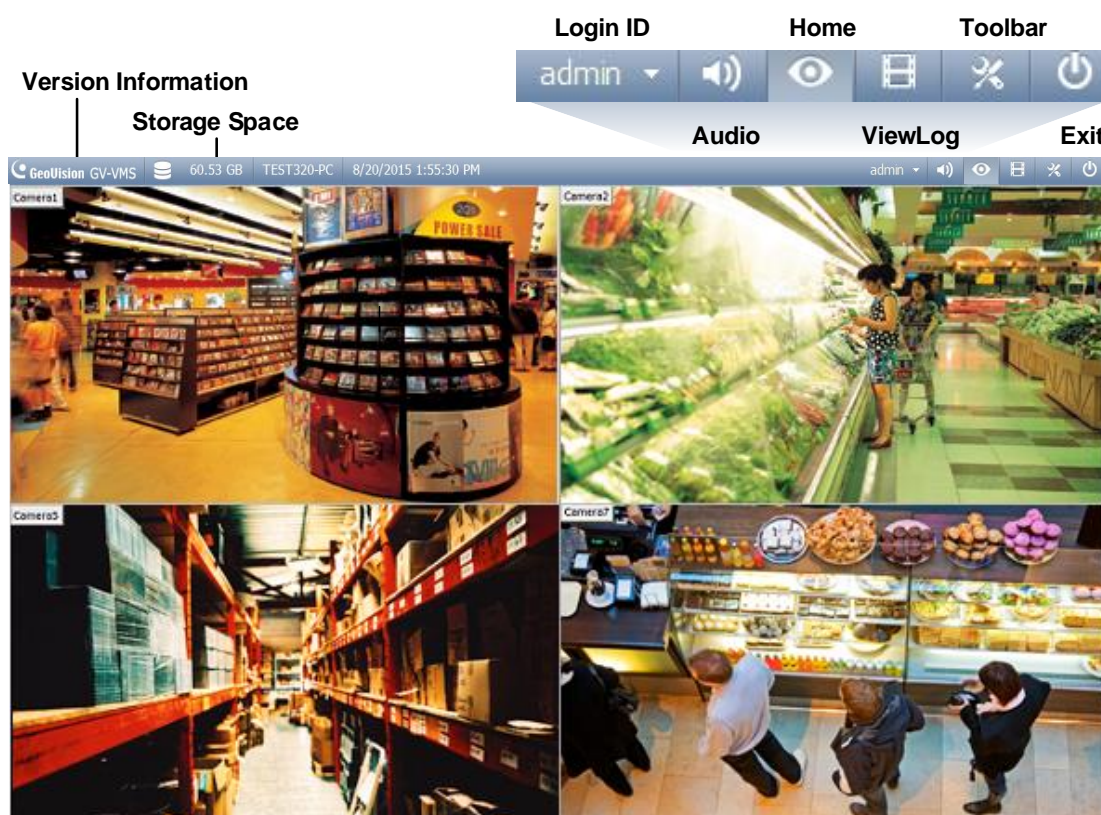 Login ID Home Toolbar
admin
Version Information
Storage Space
Audio ViewLog Exit
GeoVision GV-VMS 60.53 GB TEST320-PC 8/20/2015 1:55:30 PM admin
Camera1 Camera2
POWER SALE
Camera5 Camera7